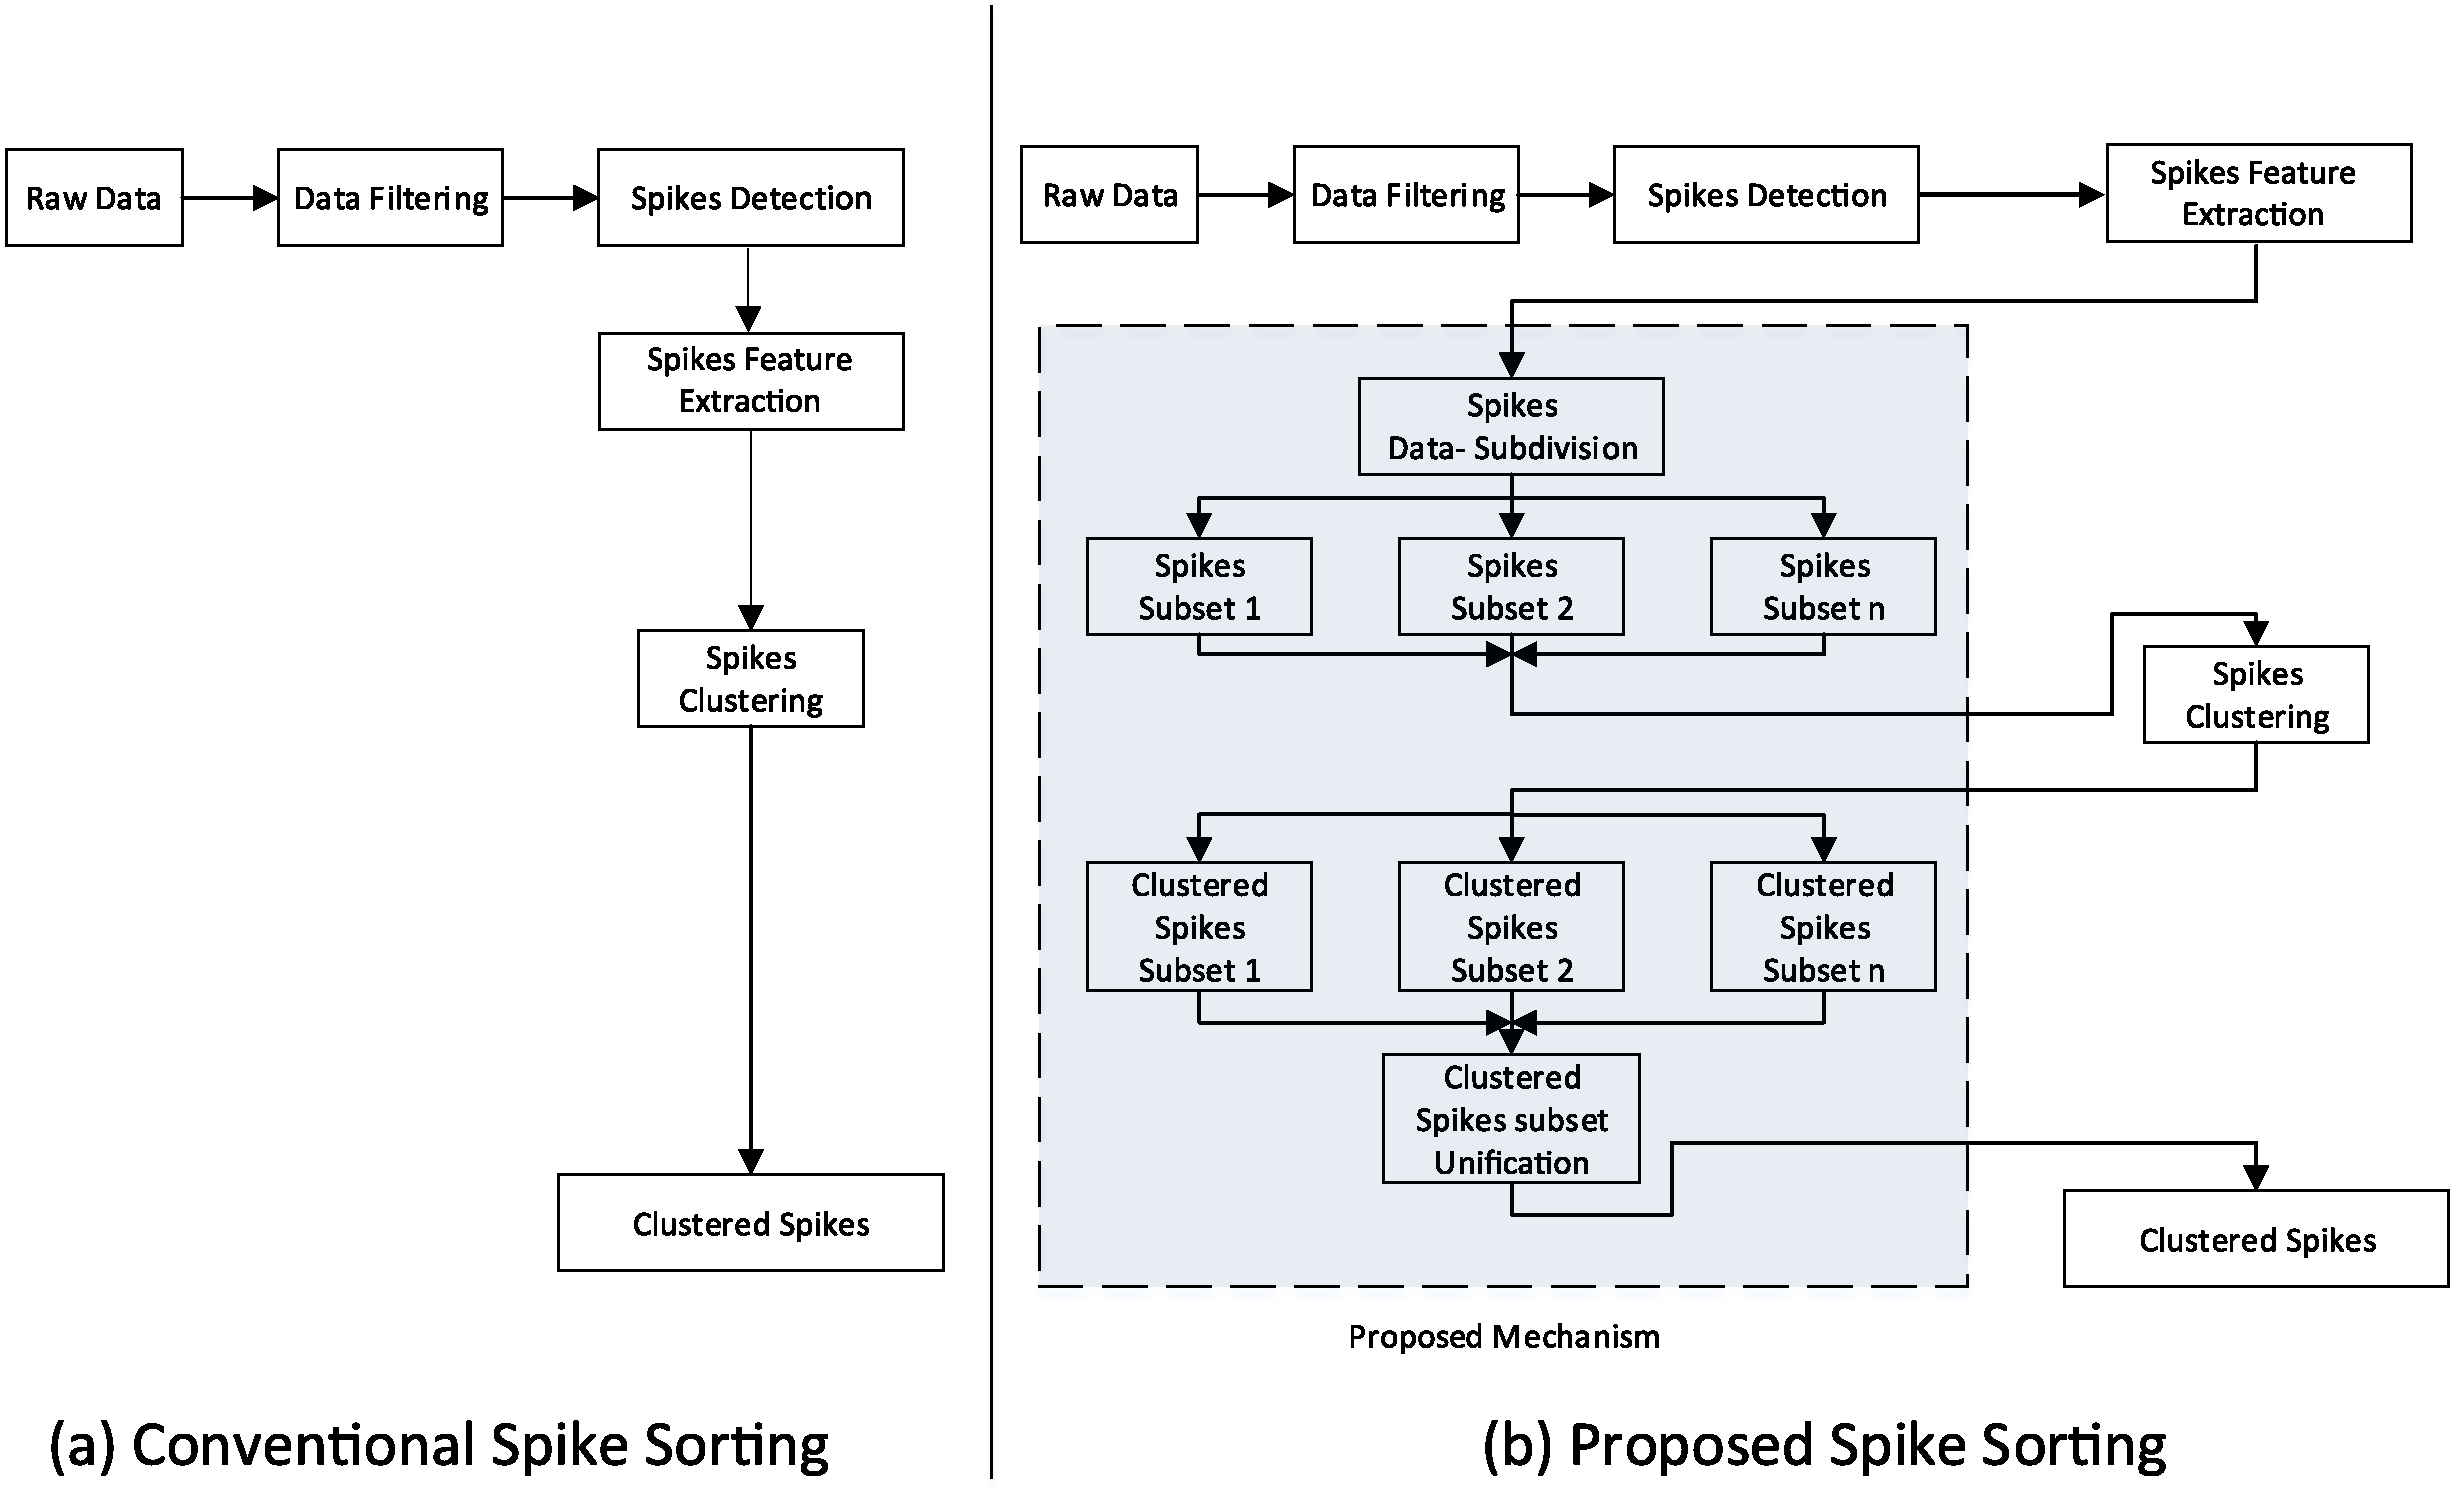 Raw Data
Data Filtering
Spikes Detection
Spikes Feature
Extraction
Spikes
Clustering
Clustered Spikes
(a) Conventional Spike Sorting
Raw Data
Data Filtering
Spikes Detection
Spikes Feature
Extraction
Spikes
Data- Subdivision
Spikes
Subset 1
Spikes
Subset 2
Spikes
Subset n
Spikes
Clustering
Clustered
Spikes
Subset 1
Clustered
Spikes
Subset 2
Clustered
Spikes
Subset n
Clustered
Spikes subset
Unification
Clustered Spikes
Proposed Mechanism
(b) Proposed Spike Sorting